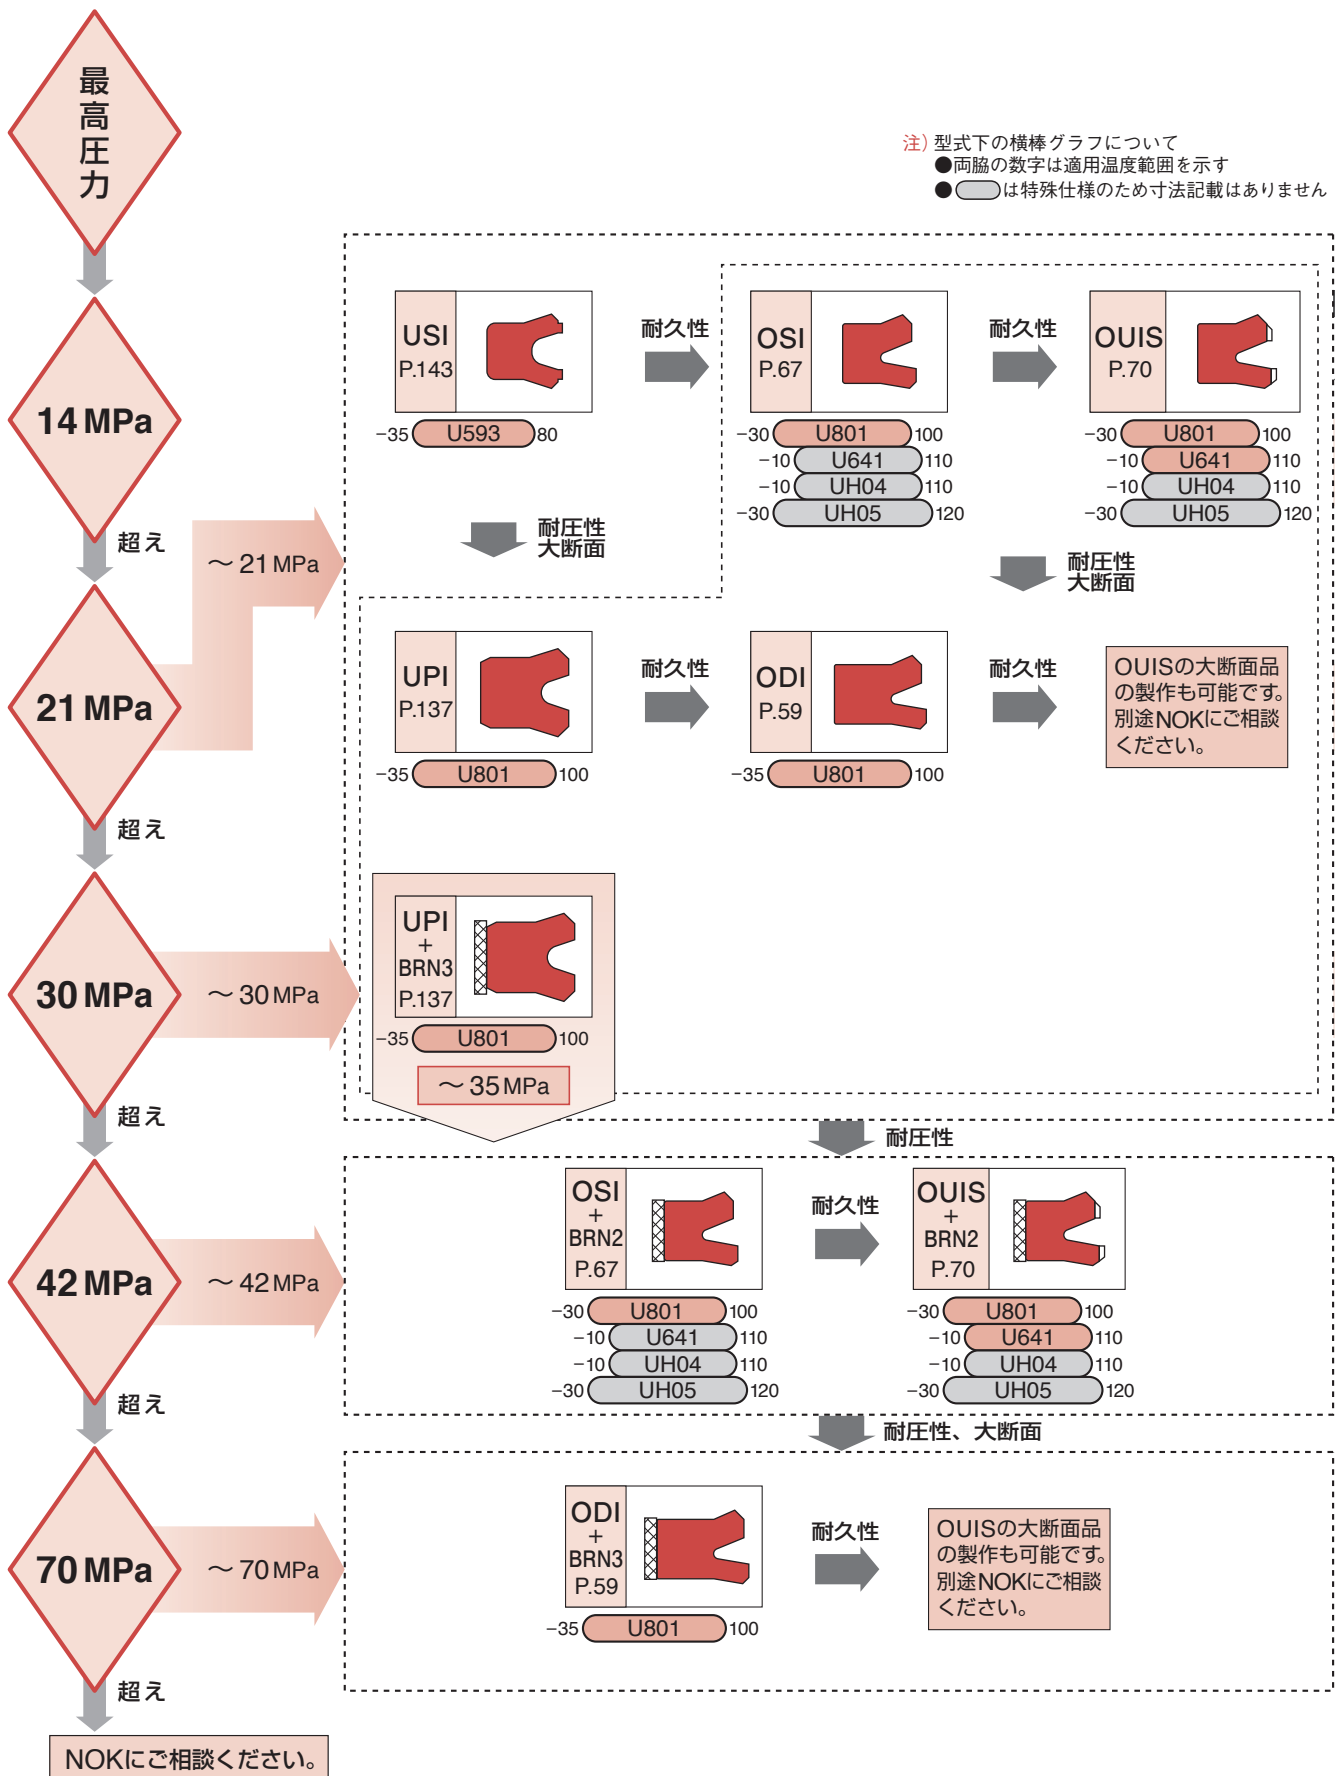 最高圧力
注）型式下の横棒グラフについて
●両脇の数字は適用温度範囲を示す
●は特殊仕様のため寸法記載はありません
14 MPa
超え
～21 MPa
21 MPa
超え
USI
P.143
−35 U593 80
耐久性
OSI
P.67
−30 U801 100
−10 U641 110
−10 UH04 110
−30 UH05 120
耐久性
OUIS
P.70
−30 U801 100
−10 U641 110
−10 UH04 110
−30 UH05 120
耐圧性
大断面
耐圧性
大断面
UPI
P.137
−35 U801 100
耐久性
ODI
P.59
−35 U801 100
耐久性
OUISの大断面品
の製作も可能です。
別途NOKにご相談
ください。
30 MPa
～30 MPa
超え
UPI
+
BRN3
P.137
−35 U801 100
～35 MPa
耐圧性
42 MPa
～42 MPa
超え
OSI
+
BRN2
P.67
−30 U801 100
−10 U641 110
−10 UH04 110
−30 UH05 120
耐久性
OUIS
+
BRN2
P.70
−30 U801 100
−10 U641 110
−10 UH04 110
−30 UH05 120
耐圧性、大断面
70 MPa
～70 MPa
超え
ODI
+
BRN3
P.59
−35 U801 100
耐久性
OUISの大断面品
の製作も可能です。
別途NOKにご相談
ください。
NOKにご相談ください。